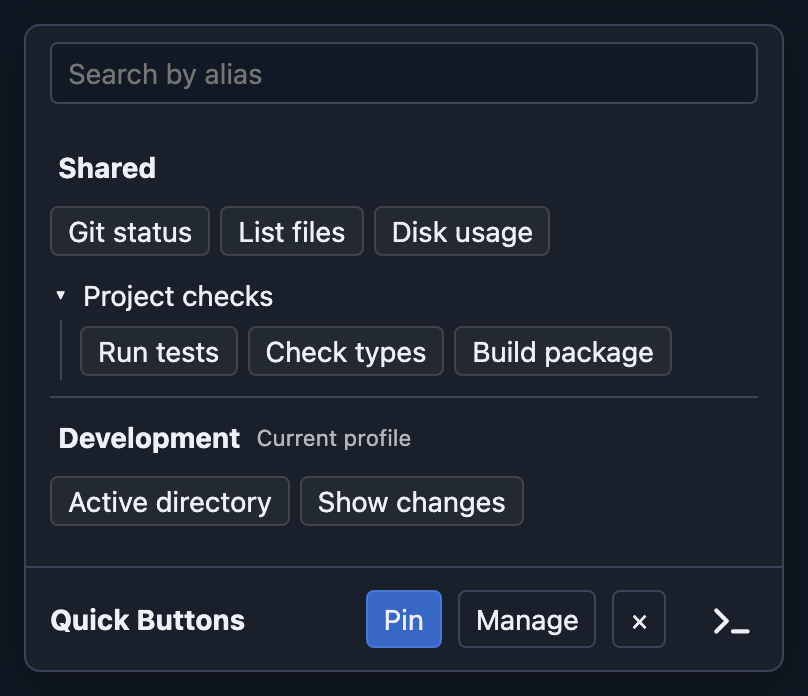 Search by alias
Shared
Git status List files Disk usage
▾ Project checks
Run tests Check types Build package
Development Current profile
Active directory Show changes
Quick Buttons Pin Manage × >_